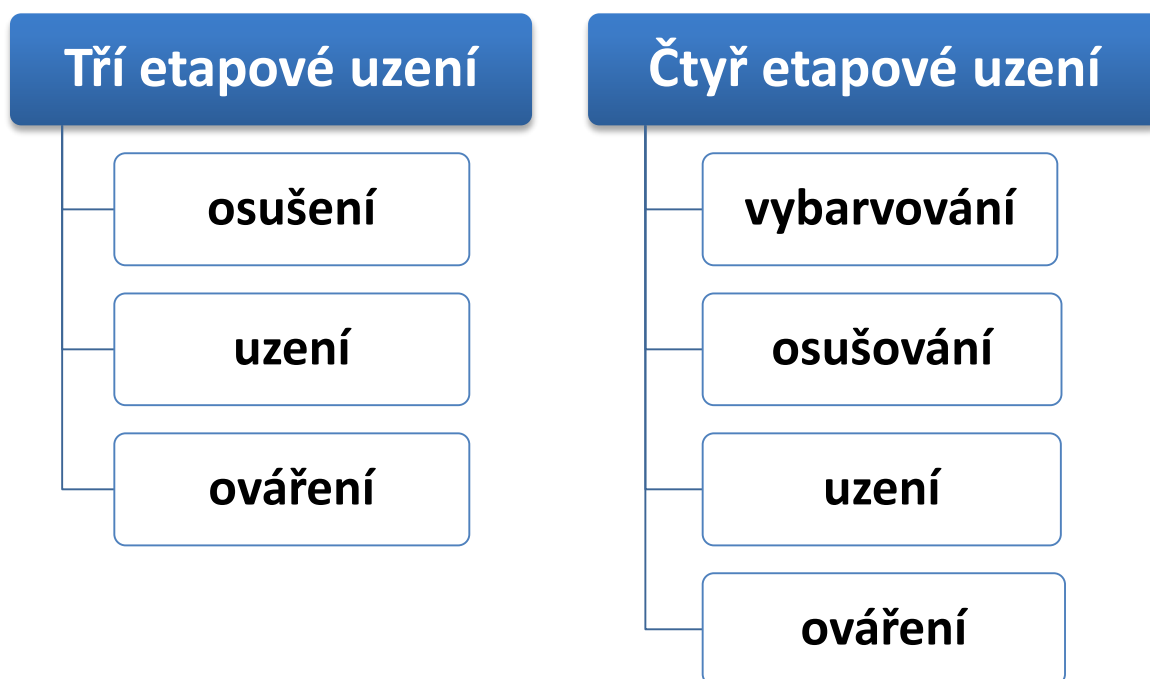 Tří etapové uzení
osušení
uzení
ováření
Čtyř etapové uzení
vybarvování
osušování
uzení
ováření